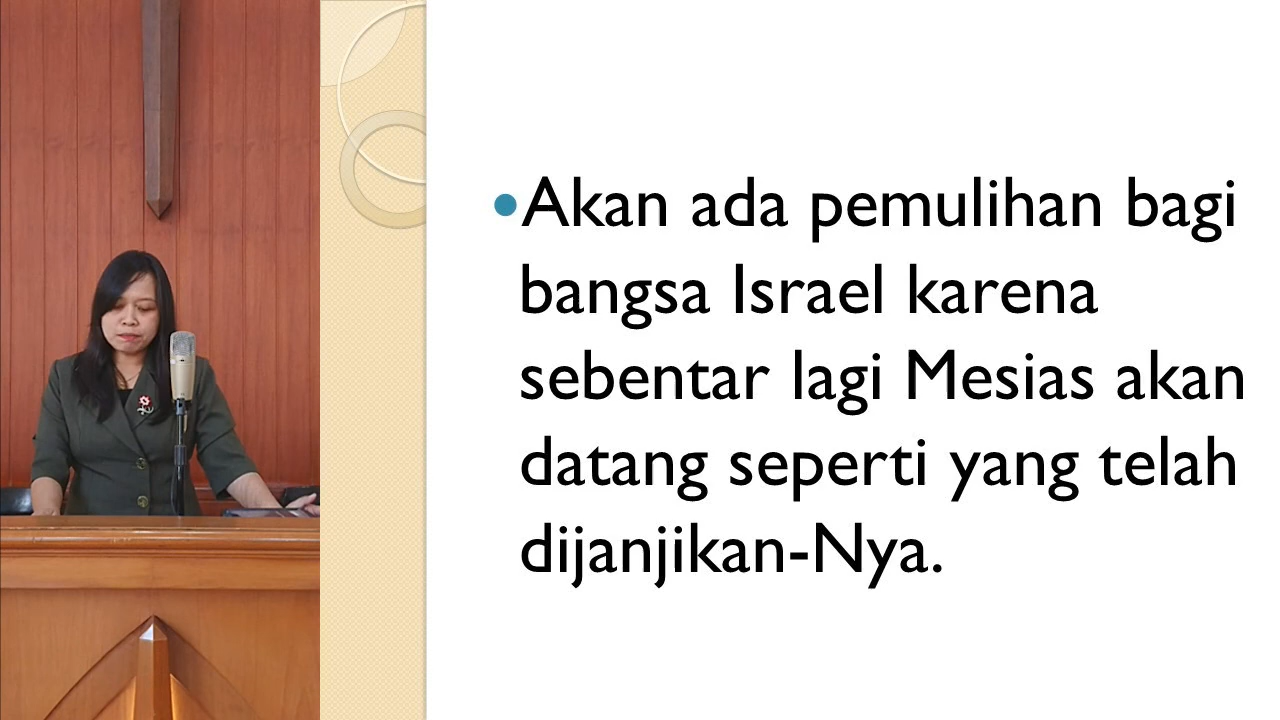 Akan ada pemulihan bagi
bangsa Israel karena
sebentar lagi Mesias akan
datang seperti yang telah
dijanjikan-Nya.